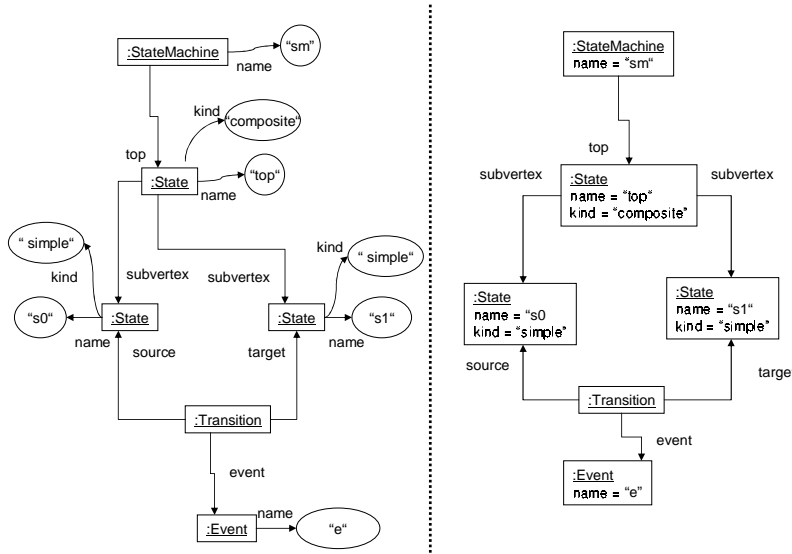 :StateMachine
"sm"
name
kind
"composite"
top
:State
name
"top"
" simple"
kind
subvertex
subvertex
kind
" simple"
"s0"
name
:State
source
:State
target
name
"s1"
:Transition
event
:Event
name
"e"
:StateMachine
name = "sm"
top
subvertex
subvertex
:State
name = "top"
kind = "composite"
:State
name = "s0
kind = "simple"
:State
name = "s1"
kind = "simple"
source
target
:Transition
event
:Event
name = "e"